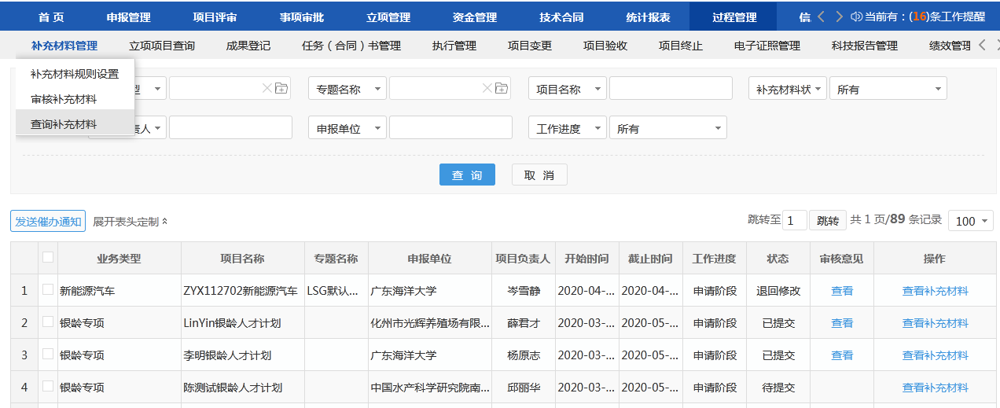 首 页 申报管理 项目评审 事项审批 立项管理 资金管理 技术合同 统计报表 过程管理 信 当前有：(16)条工作提醒
补充材料管理 立项项目查询 成果登记 任务（合同）书管理 执行管理 项目变更 项目验收 项目终止 电子证照管理 科技报告管理 绩效管理
补充材料规则设置
审核补充材料
查询补充材料
型 专题名称 项目名称 补充材料状 所有
责人 申报单位 工作进度 所有
查 询 取 消
发送催办通知 展开表头定制 跳转至 1 跳转 共 1 页/89 条记录 100
业务类型 项目名称 专题名称 申报单位 项目负责人 开始时间 截止时间 工作进度 状态 审核意见 操作
1 新能源汽车 ZYX112702新能源汽车 LSG默认... 广东海洋大学 岑雪静 2020-04-... 2020-04-... 申请阶段 退回修改 查看 查看补充材料
2 银龄专项 LinYin银龄人才计划 化州市光辉养殖场有限... 薛君才 2020-03-... 2020-05-... 申请阶段 已提交 查看 查看补充材料
3 银龄专项 李明银龄人才计划 广东海洋大学 杨原志 2020-03-... 2020-05-... 申请阶段 已提交 查看 查看补充材料
4 银龄专项 陈测试银龄人才计划 中国水产科学研究院南... 邱丽华 2020-03-... 2020-05-... 申请阶段 待提交 查看补充材料